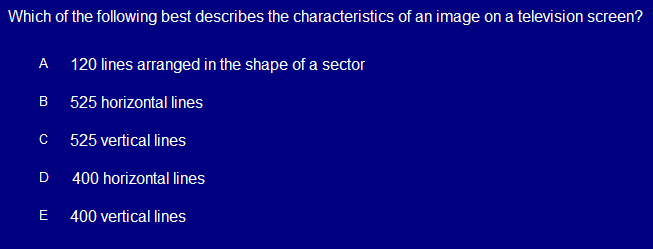 Which of the following best describes the characteristics of an image on a television screen?
A 120 lines arranged in the shape of a sector
B 525 horizontal lines
C 525 vertical lines
D 400 horizontal lines
E 400 vertical lines